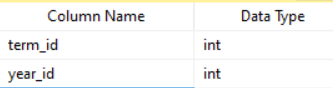 Column Name Data Type
term_id int
year_id int